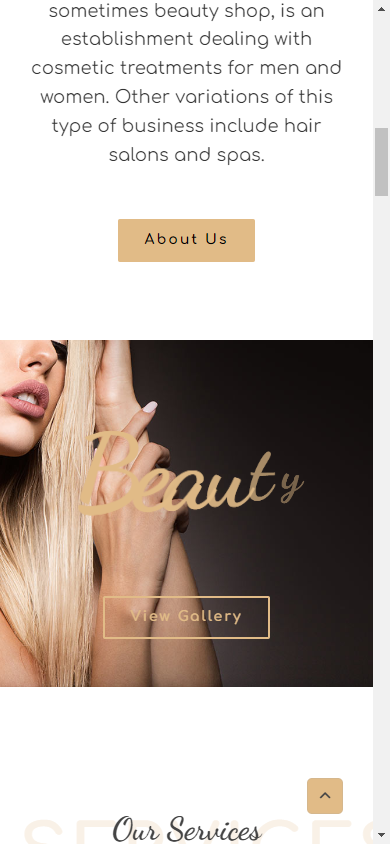 sometimes beauty shop, is an
establishment dealing with
cosmetic treatments for men and
women. Other variations of this
type of business include hair
salons and spas.
About Us
Beauty
View Gallery
SERVICES
Our Services